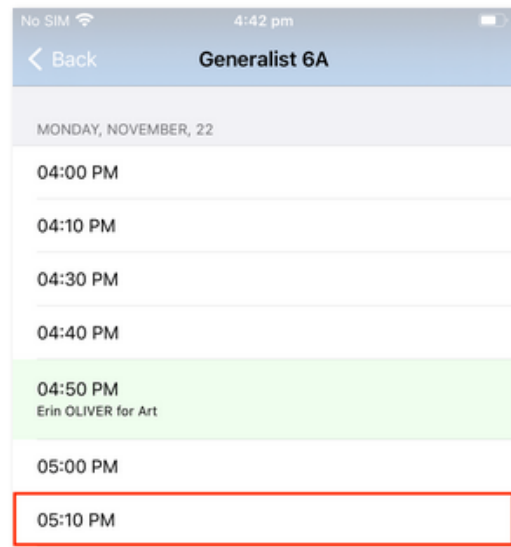 No SIM 4:42 pm
Back Generalist 6A
MONDAY, NOVEMBER, 22
04:00 PM
04:10 PM
04:30 PM
04:40 PM
04:50 PM
Erin OLIVER for Art
05:00 PM
05:10 PM